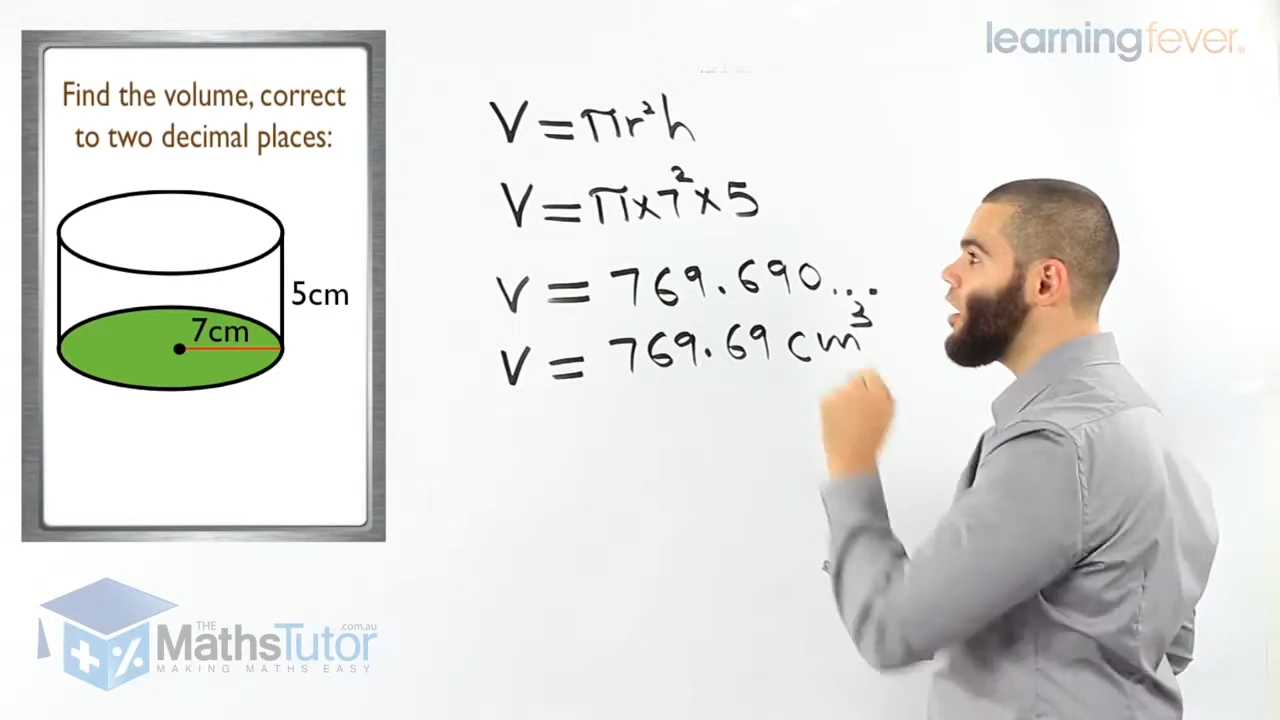 learningfever.
Find the volume, correct
to two decimal places:
5cm
7cm
V = πr²h
V = π×7²×5
V = 769.690...
V = 769.69 cm³
THE
MathsTutor
.com.au
MAKING MATHS EASY